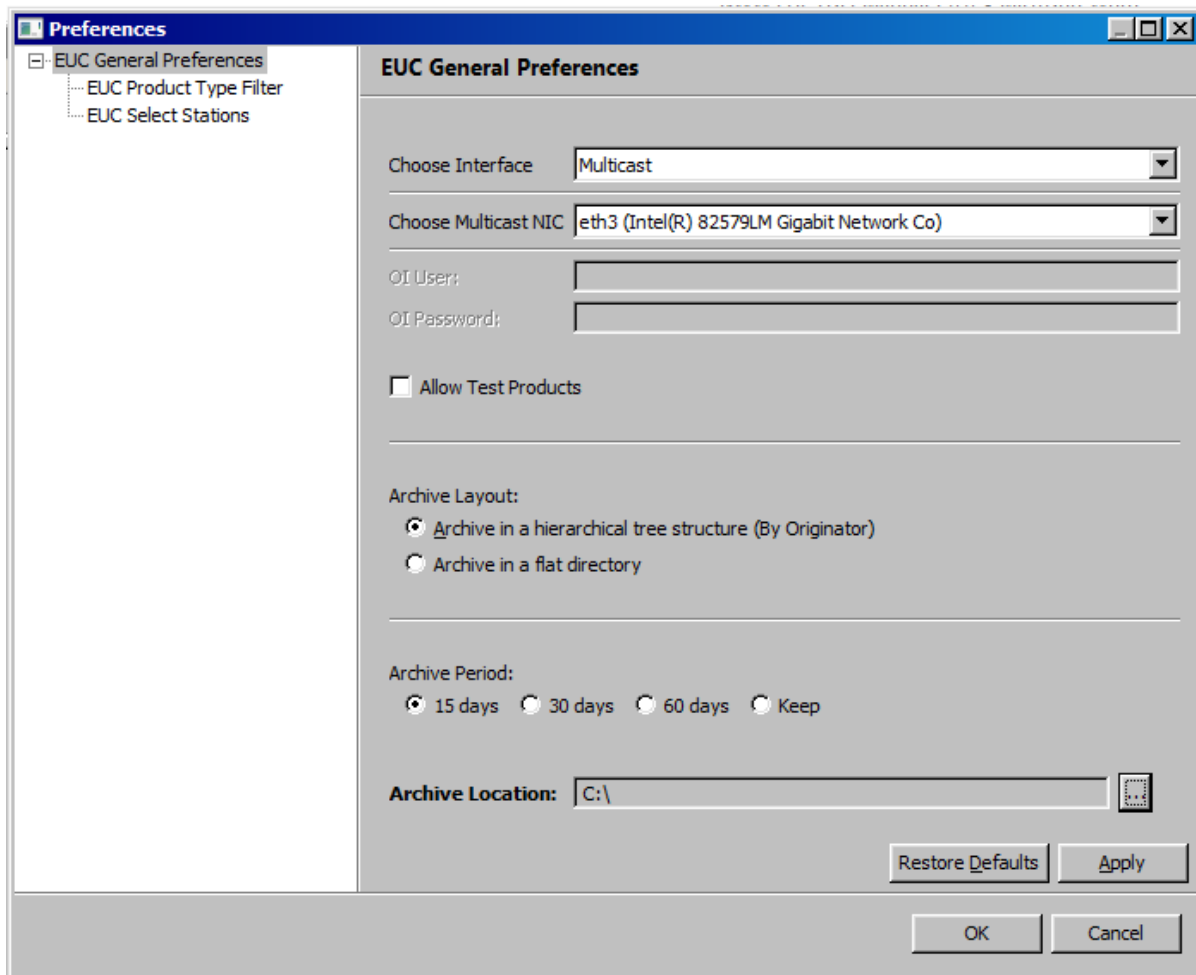 Preferences
EUC General Preferences
EUC Product Type Filter
EUC Select Stations
EUC General Preferences
Choose Interface Multicast
Choose Multicast NIC eth3 (Intel(R) 82579LM Gigabit Network Co)
OI User:
OI Password:
Allow Test Products
Archive Layout:
Archive in a hierarchical tree structure (By Originator)
Archive in a flat directory
Archive Period:
15 days 30 days 60 days Keep
Archive Location: C:\ ...
Restore Defaults Apply
OK Cancel